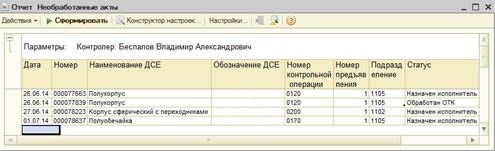 Отчет Необработанные акты
Действия Сформировать Конструктор настроек... Настройки...
Параметры: Контролер: Беспалов Владимир Александрович
Дата Номер Наименование ДСЕ Обозначение ДСЕ Номер контрольной операции Номер предъявления Подразделение Статус
26.06.14 000077663 Полукорпус 0120 1 1105 Назначен исполнитель
26.06.14 000077839 Полукорпус 0120 1105 Обработан ОТК
27.06.14 000078223 Корпус сферический с переходниками 0200 1 1102 Назначен исполнитель
01.07.14 000078637 Полуобечайка 0170 1 1105 Назначен исполнитель